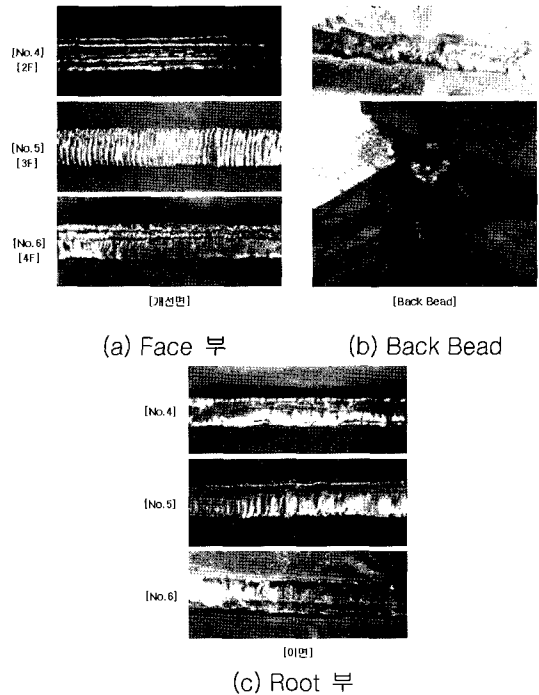 [No.4]
[2F]
[No.5]
[3F]
[No.6]
[4F]
[개선면]
[Back Bead]
(a) Face 부
(b) Back Bead
[No.4]
[No.5]
[No.6]
[이면]
(c) Root 부